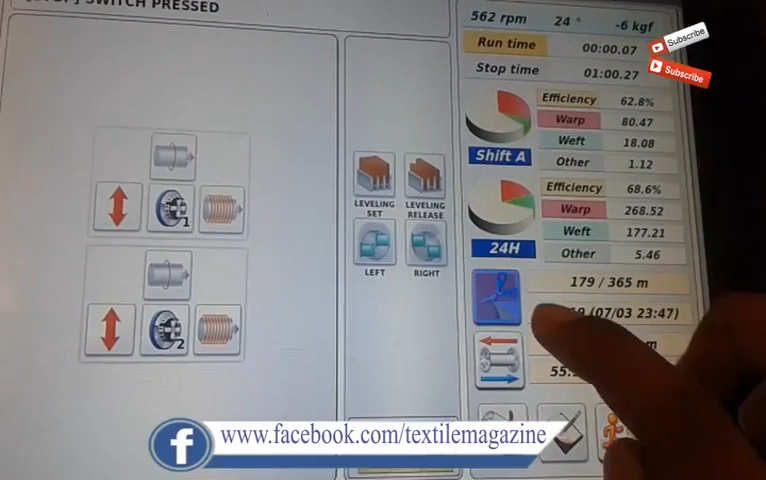 SWITCH PRESSED
562 rpm 24 ° -6 kgf
Run time 00:00.07
Stop time 01:00.27
Subscribe
Subscribe
Efficiency 62.8%
Warp 80.47
Weft 18.08
Shift A
Other 1.12
Efficiency 68.6%
Warp 268.52
Weft 177.21
24H
Other 5.46
LEVELING SET
LEVELING RELEASE
LEFT
RIGHT
1
2
179 / 365 m
(07/03 23:47)
m
55.
www.facebook.com/textilemagazine
f